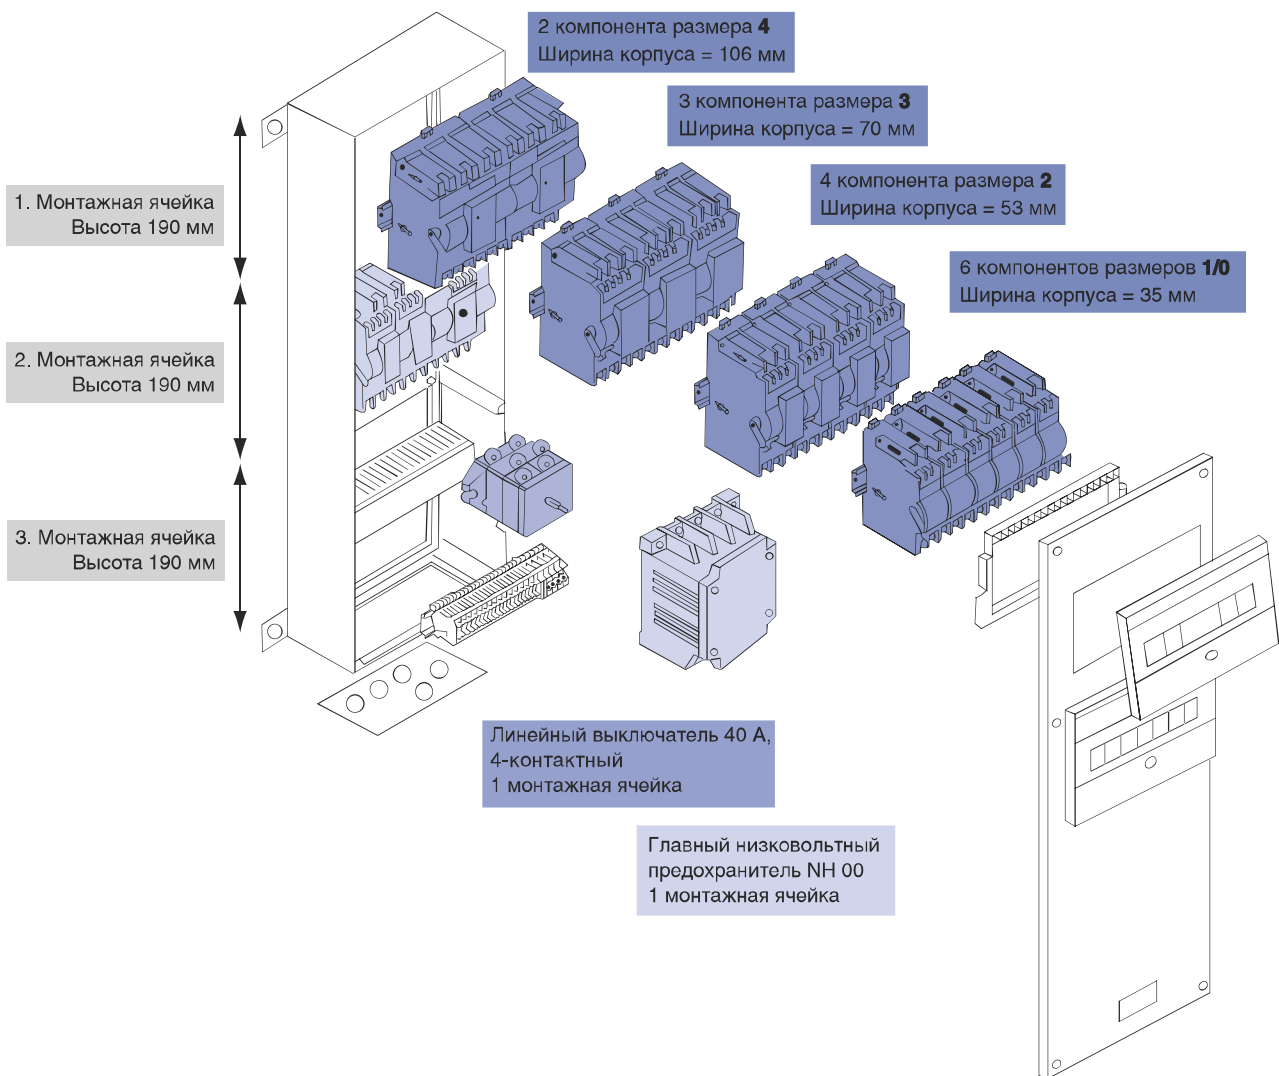 2 компонента размера 4
Ширина корпуса = 106 мм
3 компонента размера 3
Ширина корпуса = 70 мм
4 компонента размера 2
Ширина корпуса = 53 мм
6 компонентов размеров 1/0
Ширина корпуса = 35 мм
1. Монтажная ячейка
Высота 190 мм
2. Монтажная ячейка
Высота 190 мм
3. Монтажная ячейка
Высота 190 мм
Линейный выключатель 40 А,
4-контактный
1 монтажная ячейка
Главный низковольтный
предохранитель NH 00
1 монтажная ячейка